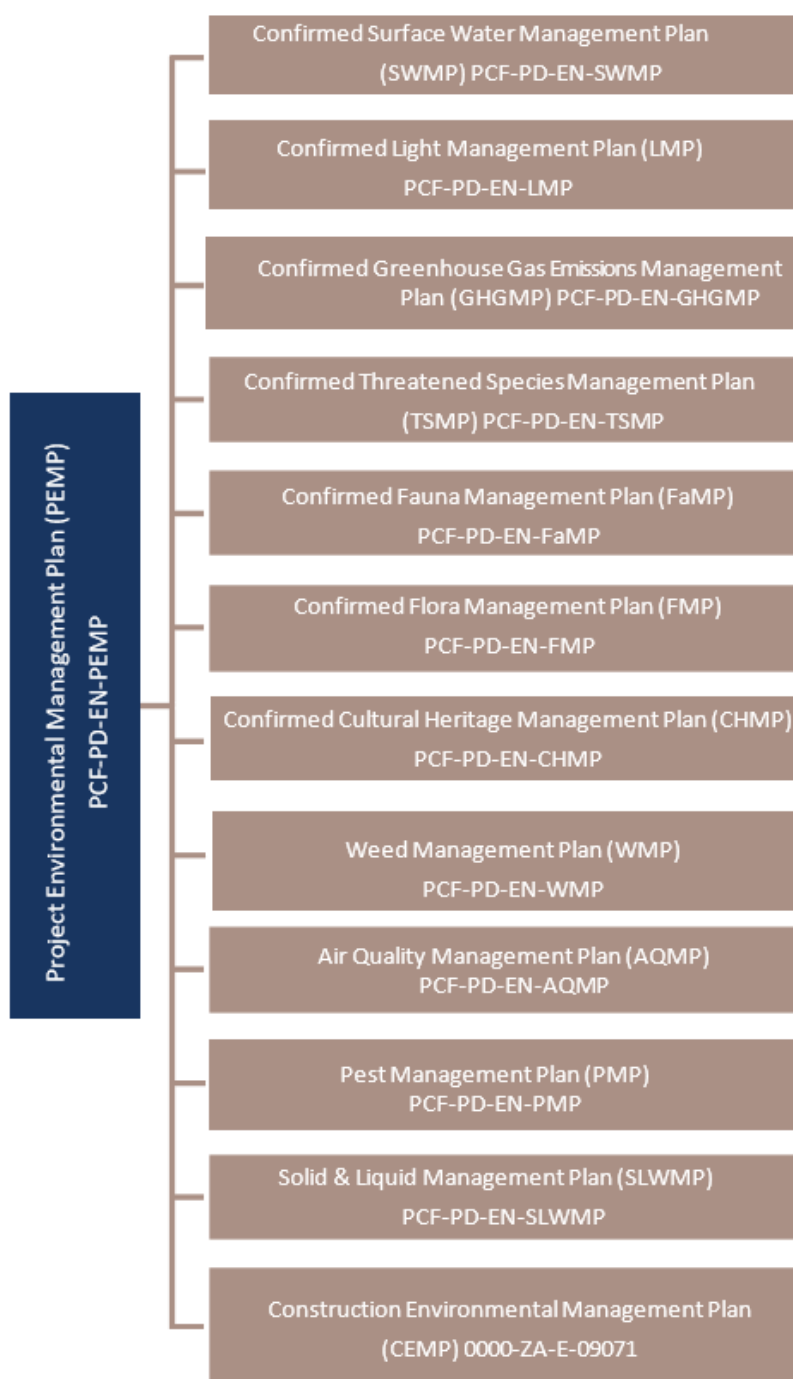 Project Environmental Management Plan (PEMP)
PCF-PD-EN-PEMP
Confirmed Surface Water Management Plan
(SWMP) PCF-PD-EN-SWMP
Confirmed Light Management Plan (LMP)
PCF-PD-EN-LMP
Confirmed Greenhouse Gas Emissions Management
Plan (GHGMP) PCF-PD-EN-GHGMP
Confirmed Threatened Species Management Plan
(TSMP) PCF-PD-EN-TSMP
Confirmed Fauna Management Plan (FaMP)
PCF-PD-EN-FaMP
Confirmed Flora Management Plan (FMP)
PCF-PD-EN-FMP
Confirmed Cultural Heritage Management Plan (CHMP)
PCF-PD-EN-CHMP
Weed Management Plan (WMP)
PCF-PD-EN-WMP
Air Quality Management Plan (AQMP)
PCF-PD-EN-AQMP
Pest Management Plan (PMP)
PCF-PD-EN-PMP
Solid & Liquid Management Plan (SLWMP)
PCF-PD-EN-SLWMP
Construction Environmental Management Plan
(CEMP) 0000-ZA-E-09071